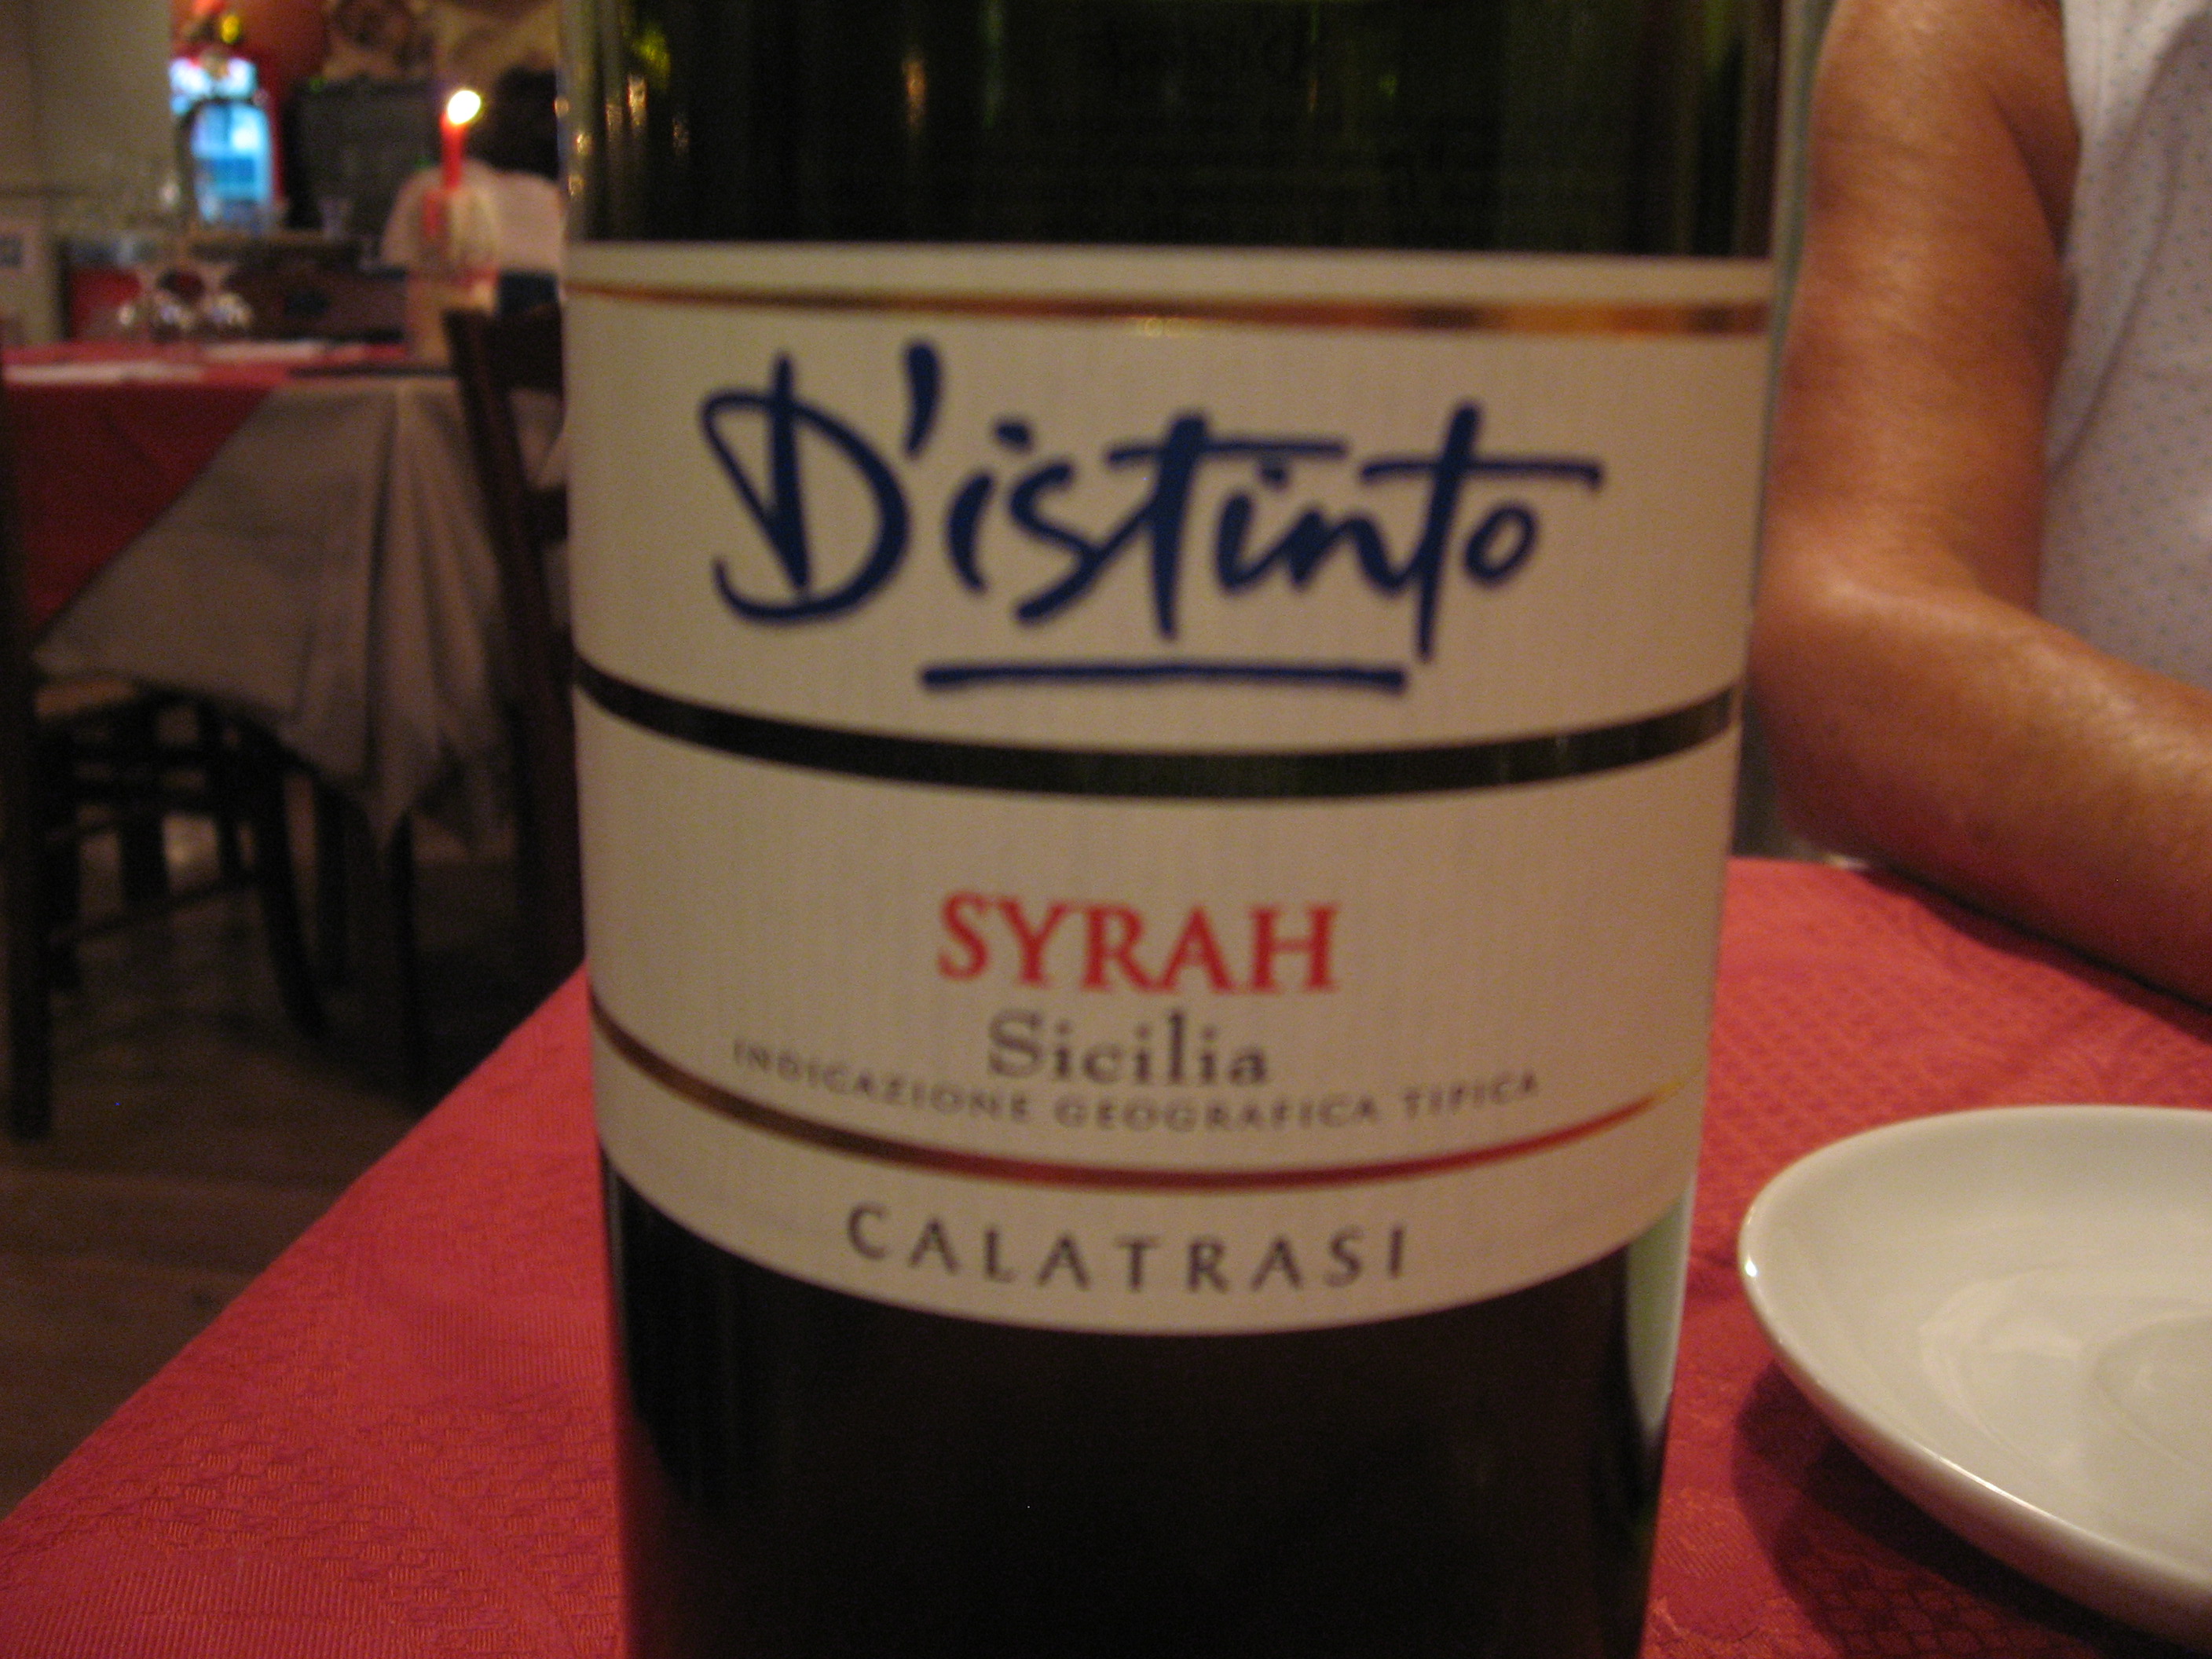 D'istinto
SYRAH
Sicilia
INDICAZIONE GEOGRAFICA TIPICA
CALATRASI